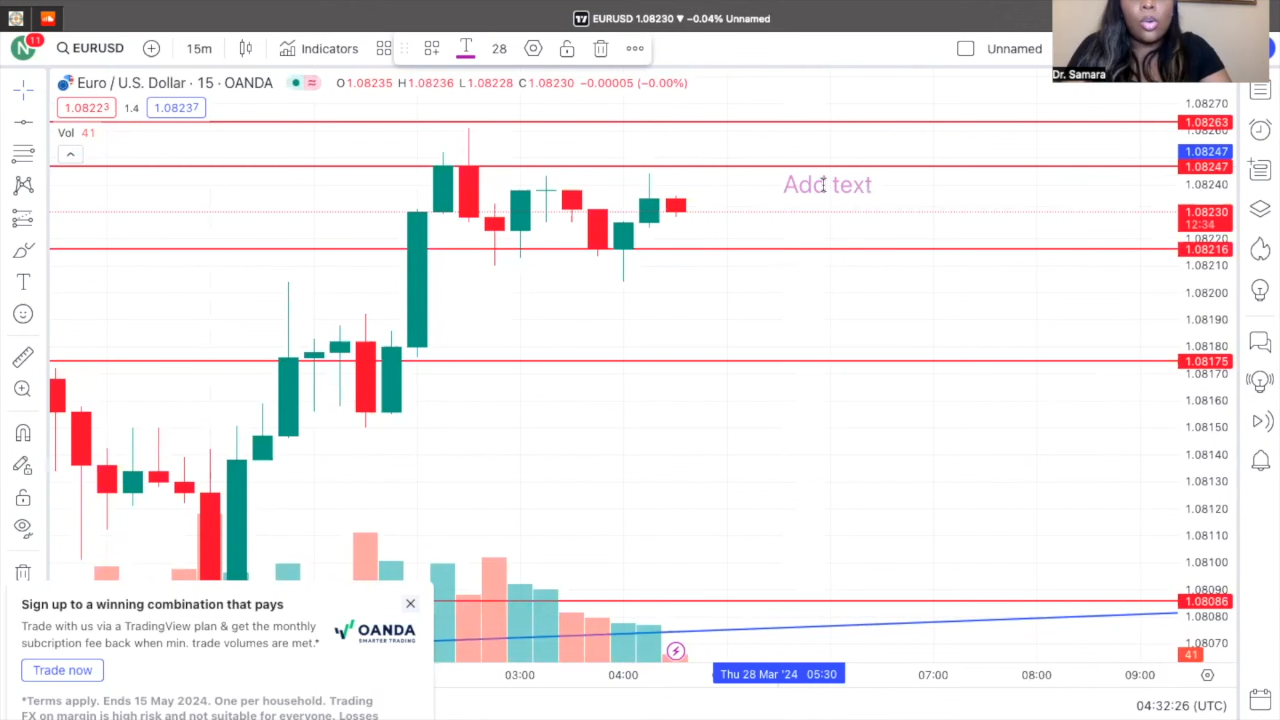 EURUSD 1.08230 ▼ −0.04% Unnamed
N 11 EURUSD 15m Indicators 28 Unnamed
Dr. Samara
Euro / U.S. Dollar · 15 · OANDA O1.08235 H1.08236 L1.08228 C1.08230 −0.00005 (−0.00%)
1.08223 1.4 1.08237
Vol 41
Add text
1.08270
1.08263
1.08260
1.08247
1.08247
1.08240
1.08230
12:34
1.08220
1.08216
1.08210
1.08200
1.08190
1.08180
1.08175
1.08170
1.08160
1.08150
1.08140
1.08130
1.08120
1.08110
1.08100
1.08090
1.08086
1.08080
1.08070
41
Sign up to a winning combination that pays
Trade with us via a TradingView plan & get the monthly
subcription fee back when min. trade volumes are met.*
OANDA
SMARTER TRADING
Trade now
*Terms apply. Ends 15 May 2024. One per household. Trading
FX on margin is high risk and not suitable for everyone. Losses
03:00 04:00 Thu 28 Mar '24 05:30 07:00 08:00 09:00
04:32:26 (UTC)